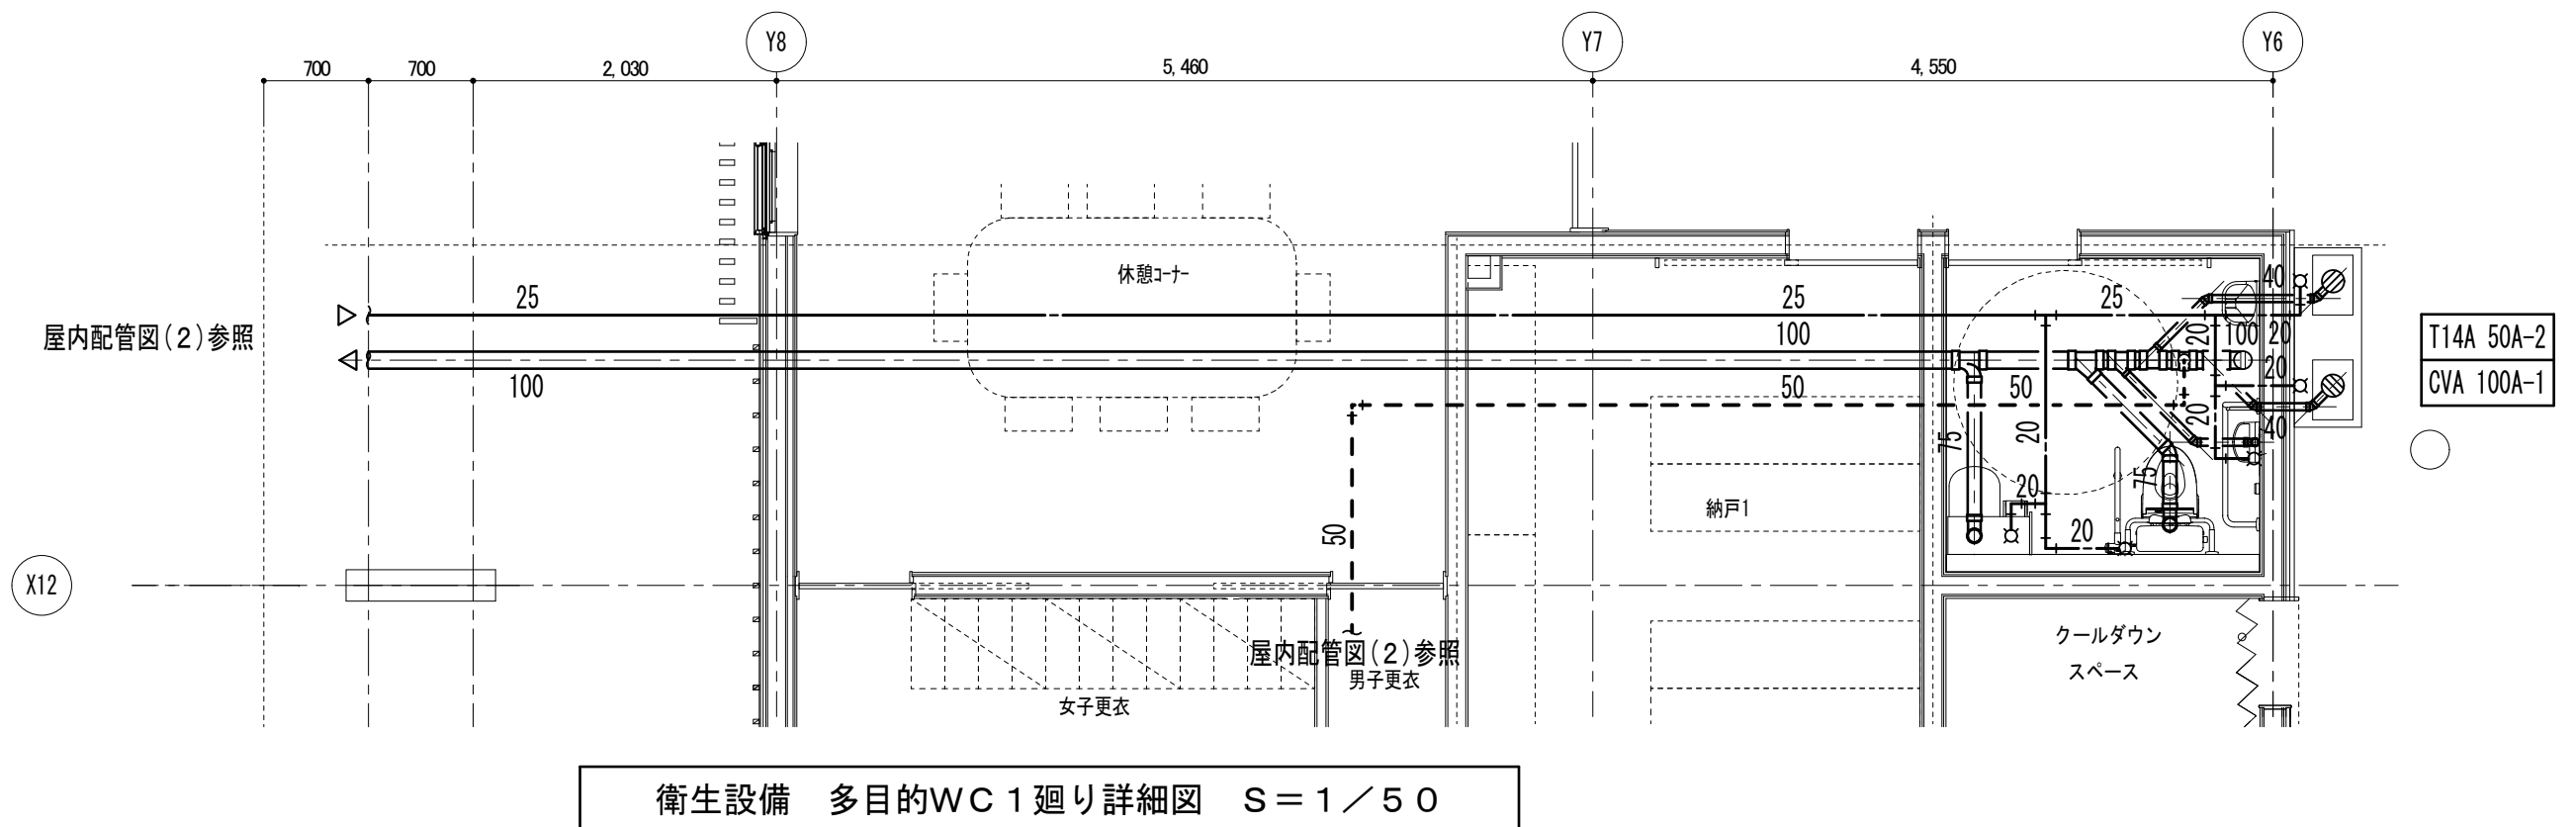 Y8
Y7
Y6
700
700
2,030
5,460
4,550
休憩コーナー
40
25
25
25
屋内配管図(2)参照
100
20
100
20
T14A 50A-2
20
100
50
50
20
CVA 100A-1
75
20
40
75
20
納戸1
50
20
X12
屋内配管図(2)参照
男子更衣
女子更衣
クールダウン
スペース
衛生設備　多目的WC１廻り詳細図　S＝１／５０